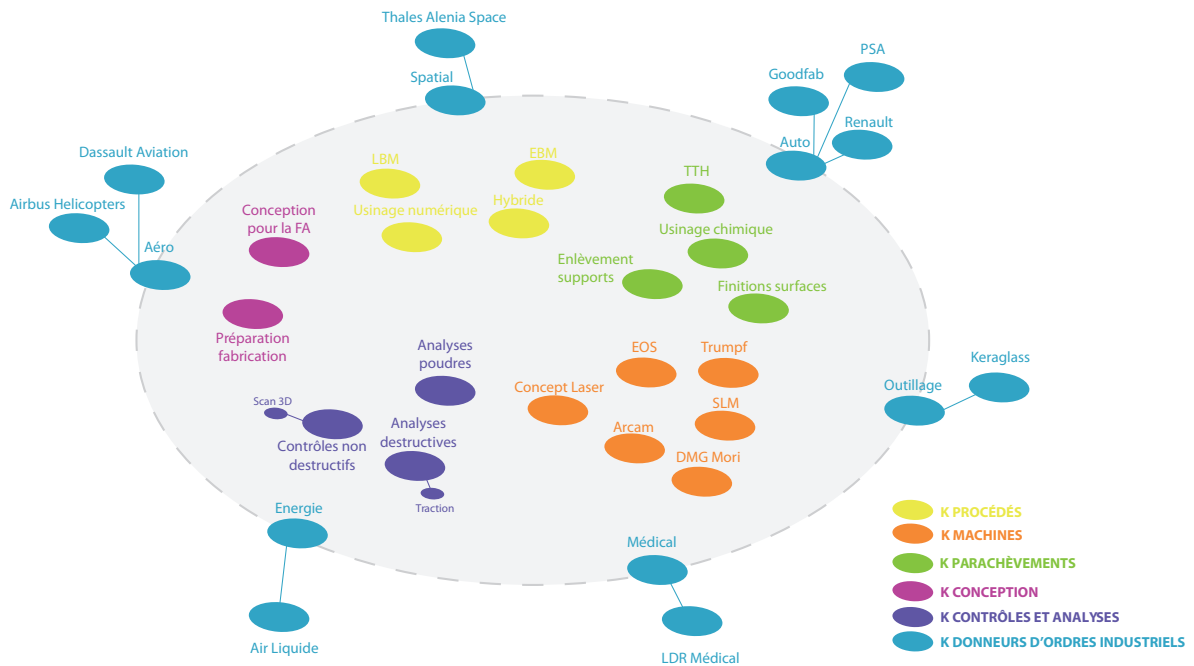 Thales Alenia Space
Spatial
PSA
Goodfab
Renault
Auto
Dassault Aviation
Airbus Helicopters
Aéro
LBM
EBM
Usinage numérique
Hybride
Conception
pour la FA
TTH
Usinage chimique
Enlèvement
supports
Finitions surfaces
Préparation
fabrication
Analyses
poudres
EOS
Trumpf
Concept Laser
SLM
Arcam
DMG Mori
Scan 3D
Contrôles non
destructifs
Analyses
destructives
Traction
Keraglass
Outillage
Energie
Air Liquide
Médical
LDR Médical
K PROCÉDÉS
K MACHINES
K PARACHÈVEMENTS
K CONCEPTION
K CONTRÔLES ET ANALYSES
K DONNEURS D'ORDRES INDUSTRIELS